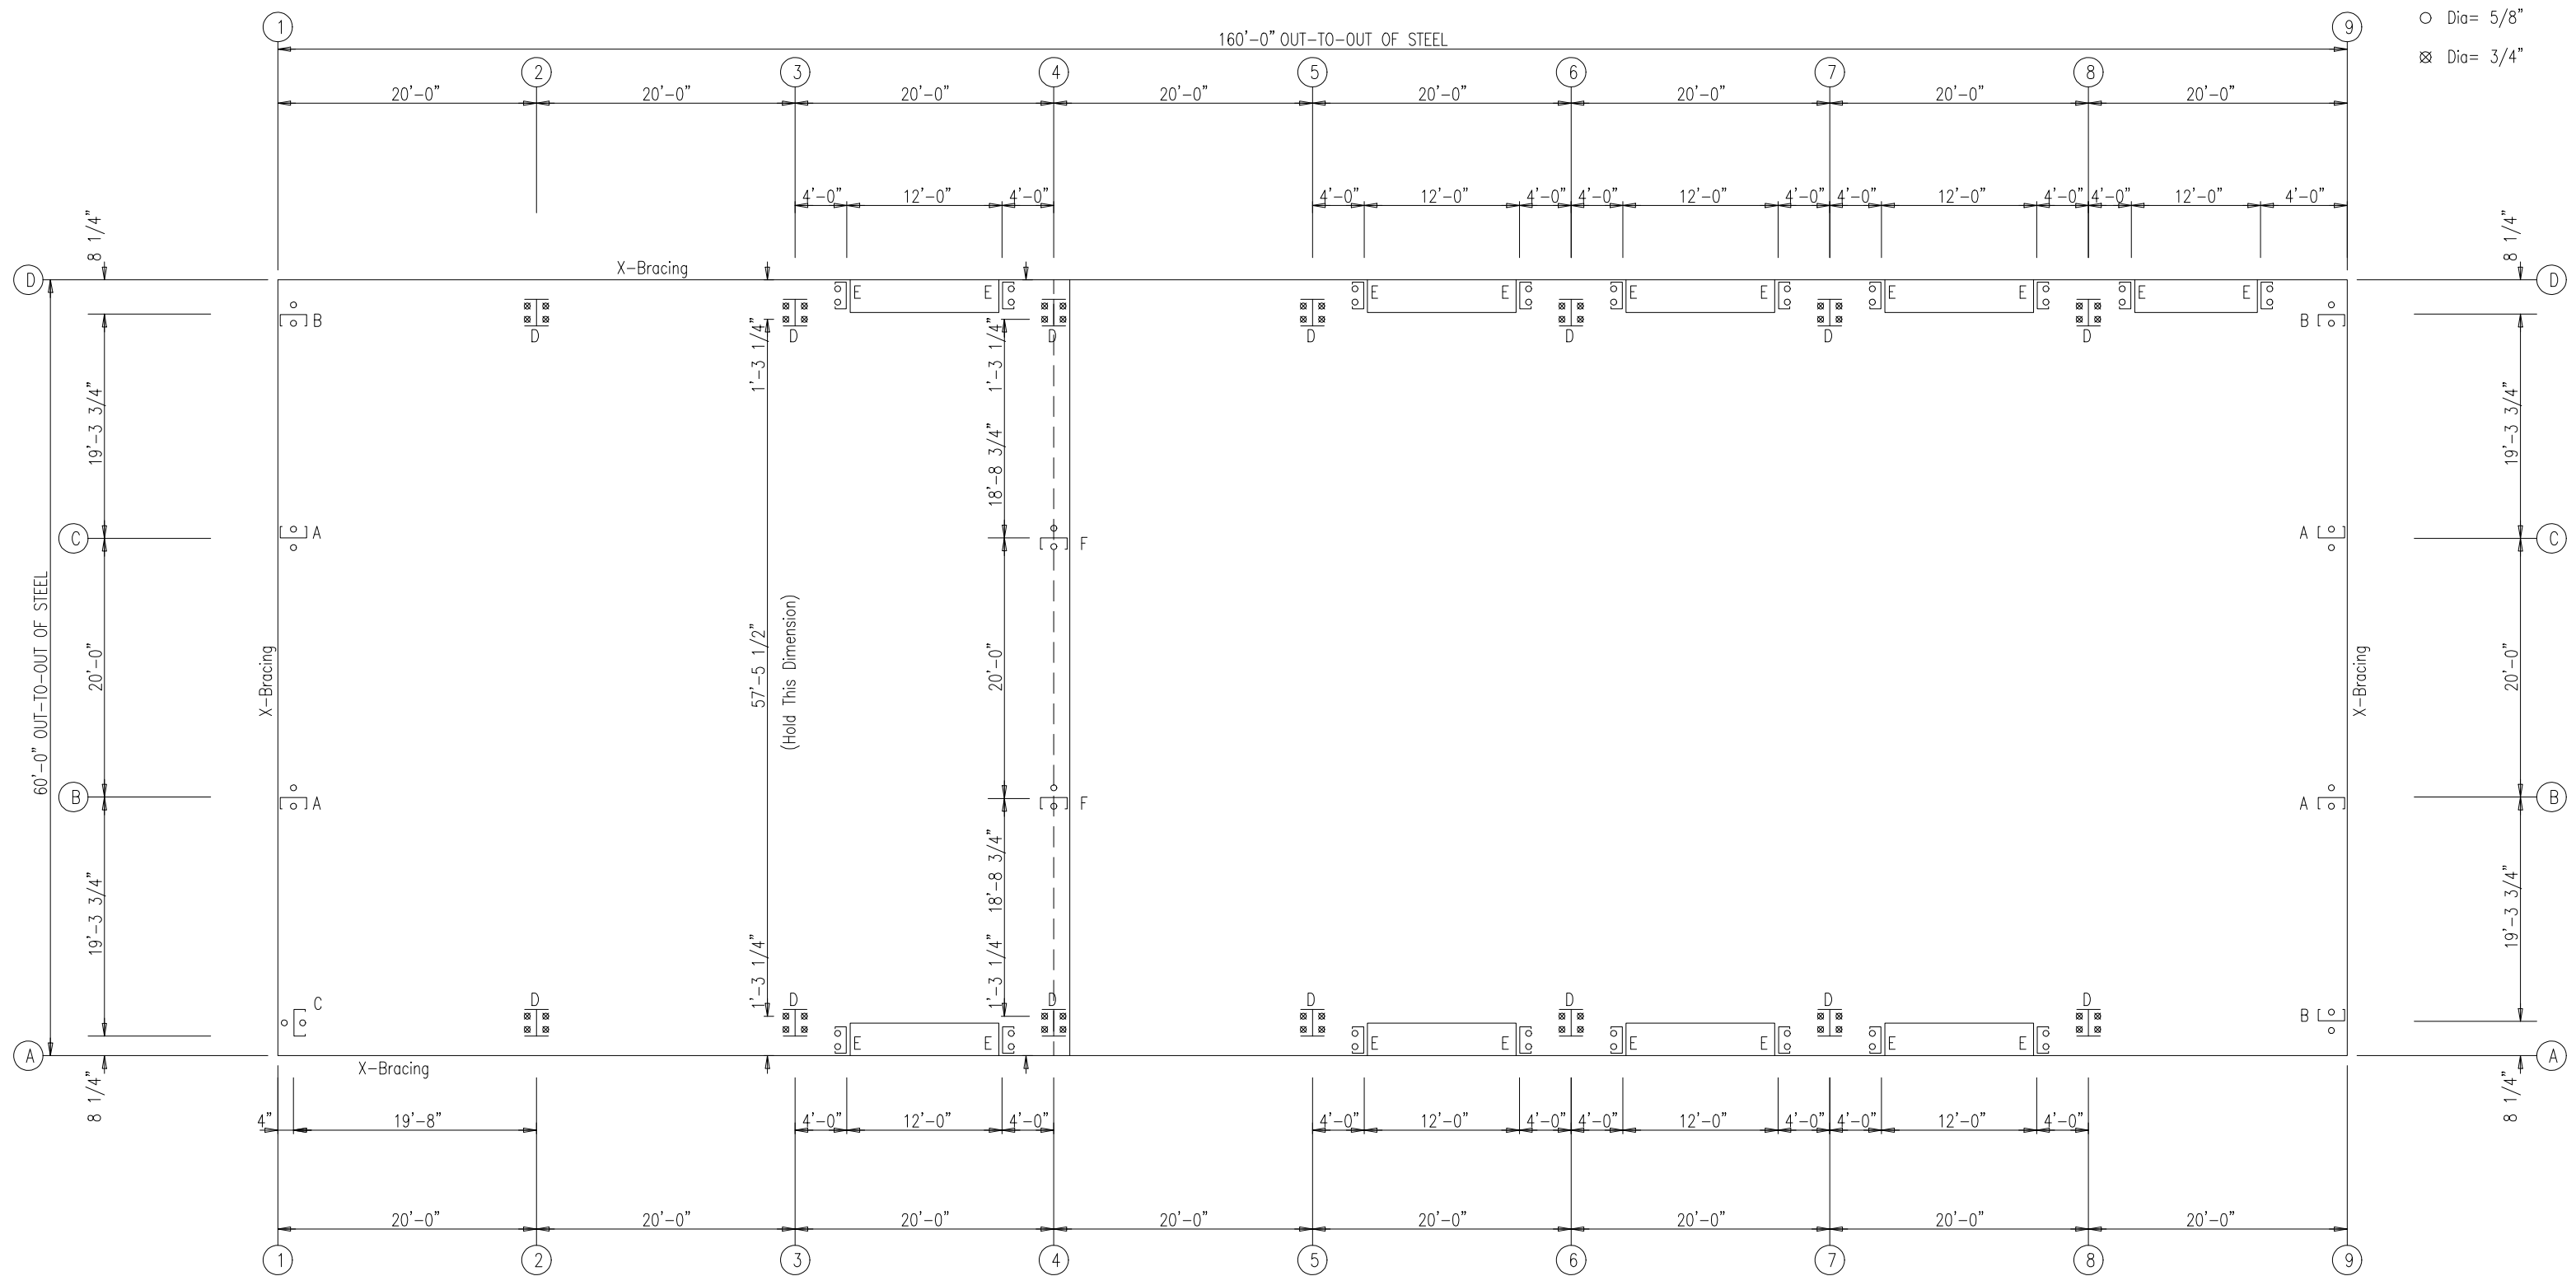 1
9
Dia= 5/8"
Dia= 3/4"
160'-0" OUT-TO-OUT OF STEEL
2
3
4
5
6
7
8
20'-0"
20'-0"
20'-0"
20'-0"
20'-0"
20'-0"
20'-0"
20'-0"
4'-0"
12'-0"
4'-0"
4'-0"
12'-0"
4'-0"
4'-0"
12'-0"
4'-0"
4'-0"
12'-0"
4'-0"
4'-0"
12'-0"
4'-0"
8 1/4"
8 1/4"
X-Bracing
D
D
E
E
E
E
E
E
E
E
E
E
B
B
D
D
D
D
D
D
D
1'-3 1/4"
1'-3 1/4"
19'-3 3/4"
18'-8 3/4"
19'-3 3/4"
C
A
F
A
C
60'-0" OUT-TO-OUT OF STEEL
20'-0"
X-Bracing
57'-5 1/2"
(Hold This Dimension)
20'-0"
X-Bracing
20'-0"
B
A
F
A
B
19'-3 3/4"
18'-8 3/4"
19'-3 3/4"
1'-3 1/4"
1'-3 1/4"
C
D
D
D
D
D
D
D
B
E
E
E
E
E
E
E
E
A
A
X-Bracing
8 1/4"
8 1/4"
4"
19'-8"
4'-0"
12'-0"
4'-0"
4'-0"
12'-0"
4'-0"
4'-0"
12'-0"
4'-0"
4'-0"
12'-0"
4'-0"
20'-0"
20'-0"
20'-0"
20'-0"
20'-0"
20'-0"
20'-0"
20'-0"
1
2
3
4
5
6
7
8
9